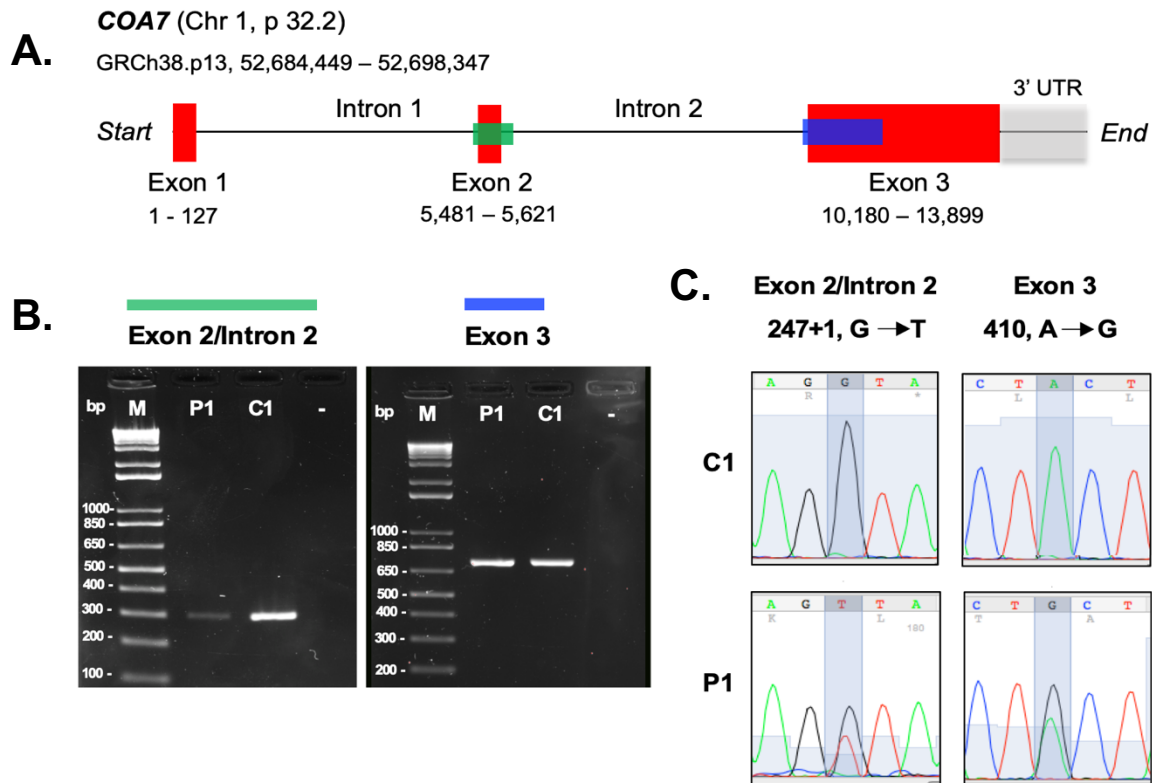 A.
COA7 (Chr 1, p 32.2)
GRCh38.p13, 52,684,449 – 52,698,347
3' UTR
Start
Intron 1
Intron 2
End
Exon 1
Exon 2
Exon 3
1 - 127
5,481 – 5,621
10,180 – 13,899
B.
Exon 2/Intron 2
Exon 3
bp M P1 C1 -
1000-
850-
650-
500-
400-
300-
200 -
100 -
bp M P1 C1 -
1000-
850-
650-
500-
400-
300-
200 -
C.
Exon 2/Intron 2
Exon 3
247+1, G →T
410, A→G
C1
A G G T A
R *
C T A C T
L L
P1
A G T T A
K L
180
C T G C T
T A